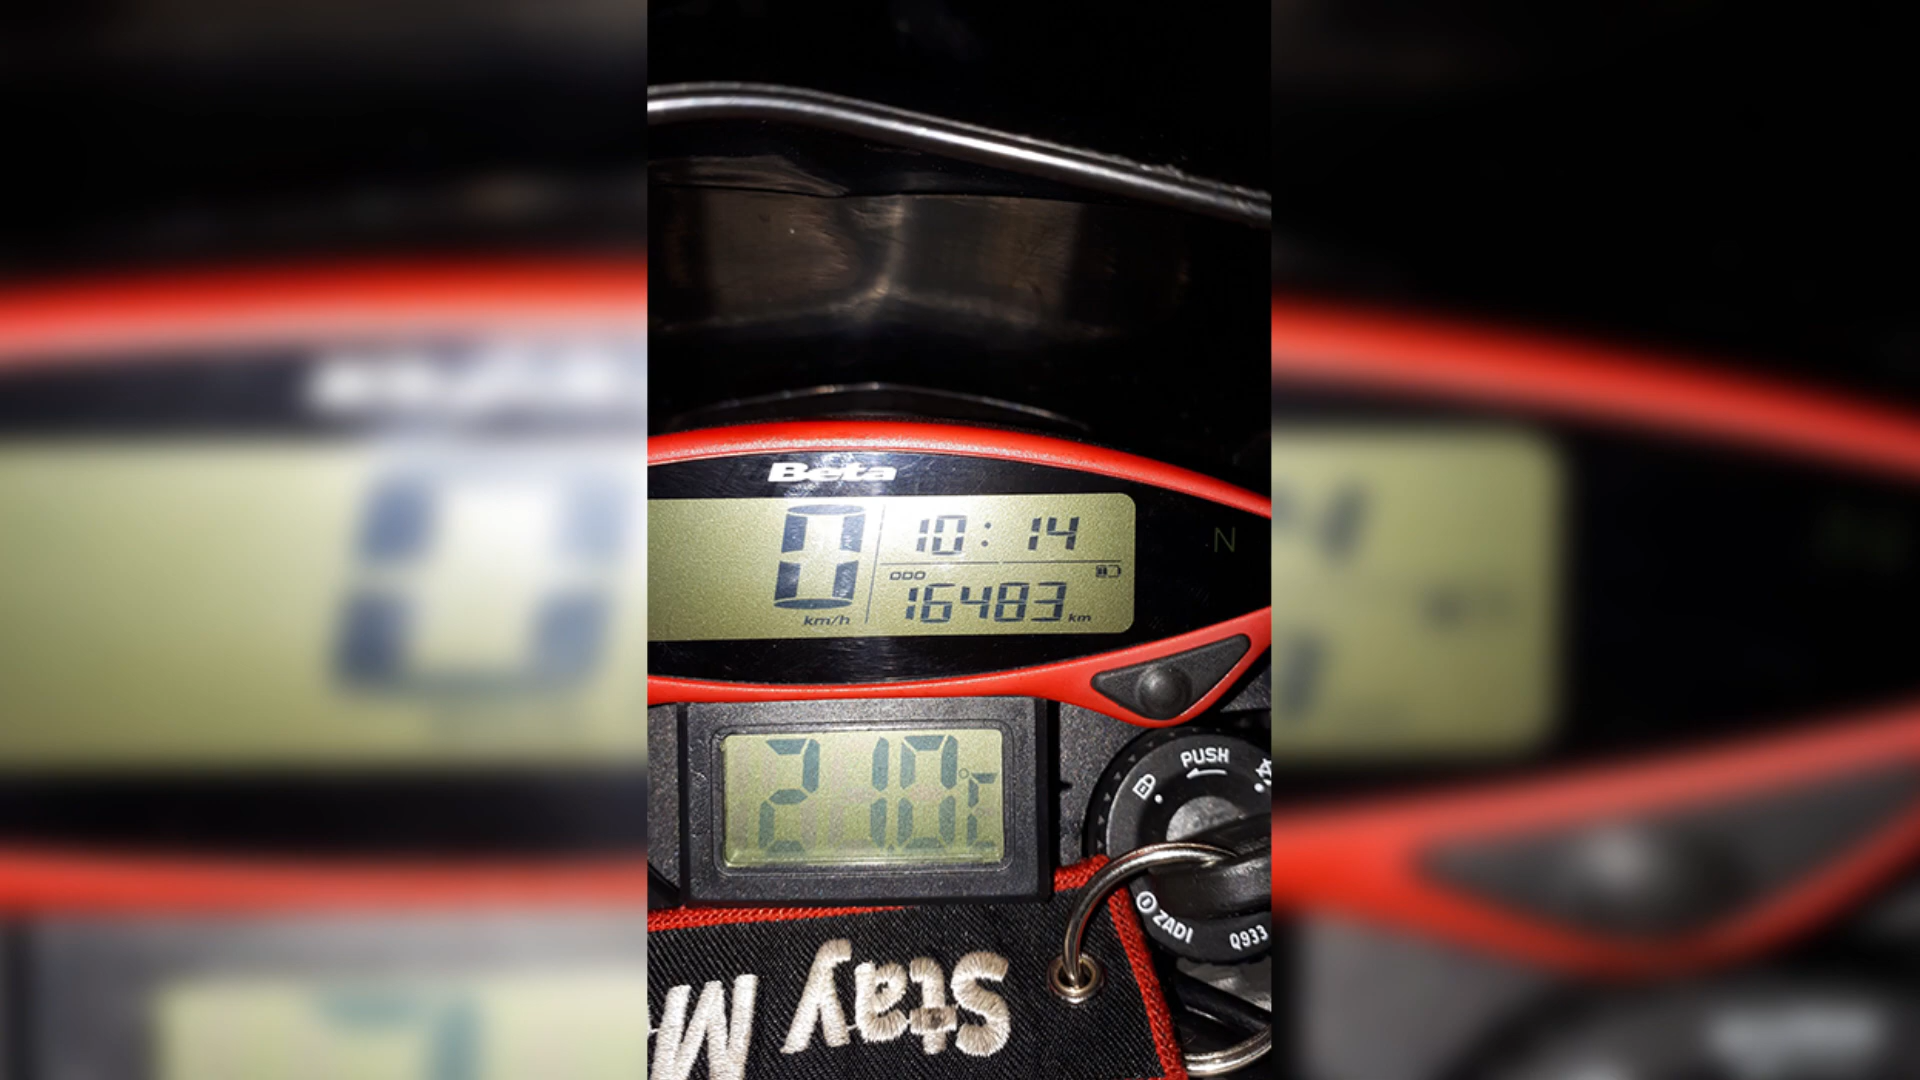 Beta
0
km/h
10:14
ODO
16483 km
N
21.0°C
PUSH
ZADI
Q933
Stay